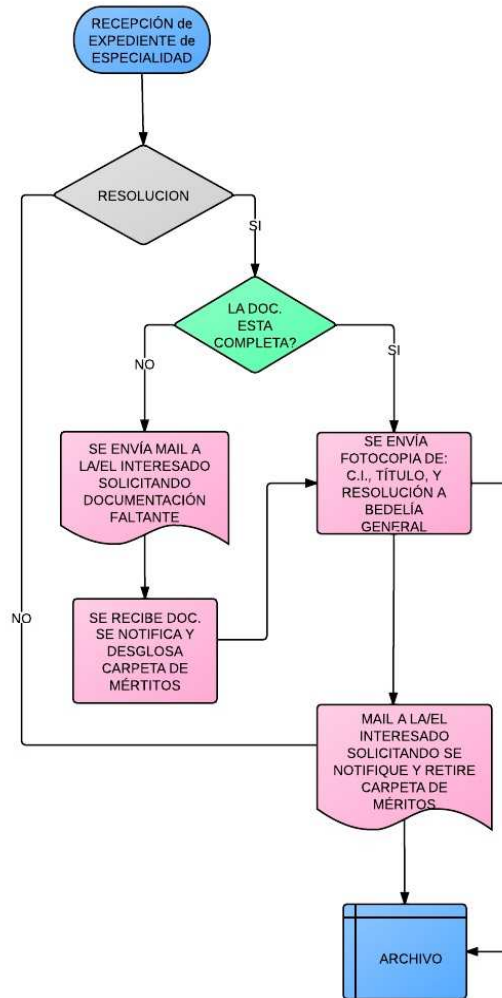 RECEPCIÓN de
EXPEDIENTE de
ESPECIALIDAD
RESOLUCION
SI
LA DOC.
ESTA
COMPLETA?
NO
SI
SE ENVÍA MAIL A
LA/EL INTERESADO
SOLICITANDO
DOCUMENTACIÓN
FALTANTE
SE ENVÍA
FOTOCOPIA DE:
C.I., TÍTULO, Y
RESOLUCIÓN A
BEDELÍA
GENERAL
NO
SE RECIBE DOC.
SE NOTIFICA Y
DESGLOSA
CARPETA DE
MÉRTITOS
MAIL A LA/EL
INTERESADO
SOLICITANDO SE
NOTIFIQUE Y RETIRE
CARPETA DE
MÉRITOS
ARCHIVO